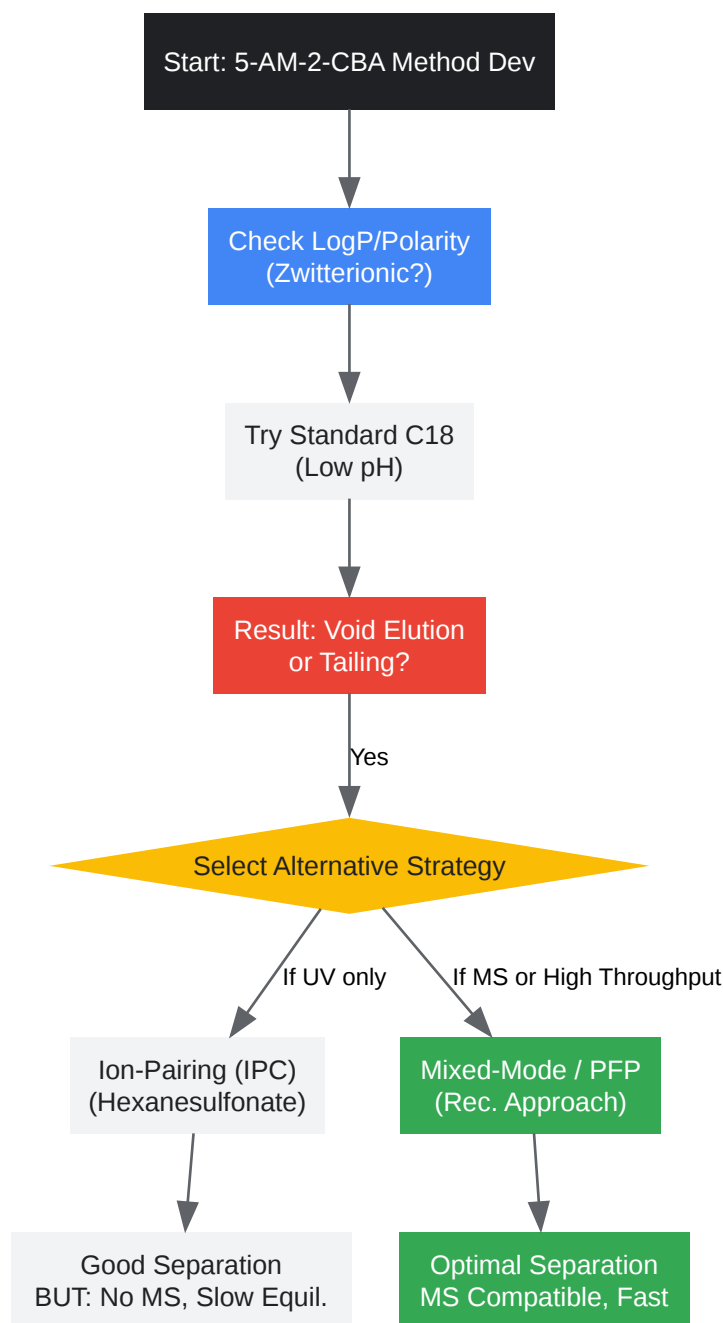 Start: 5-AM-2-CBA Method Dev
Check LogP/Polarity
(Zwitterionic?)
Try Standard C18
(Low pH)
Result: Void Elution
or Tailing?
Yes
Select Alternative Strategy
If UV only
If MS or High Throughput
Ion-Pairing (IPC)
(Hexanesulfonate)
Mixed-Mode / PFP
(Rec. Approach)
Good Separation
BUT: No MS, Slow Equil.
Optimal Separation
MS Compatible, Fast